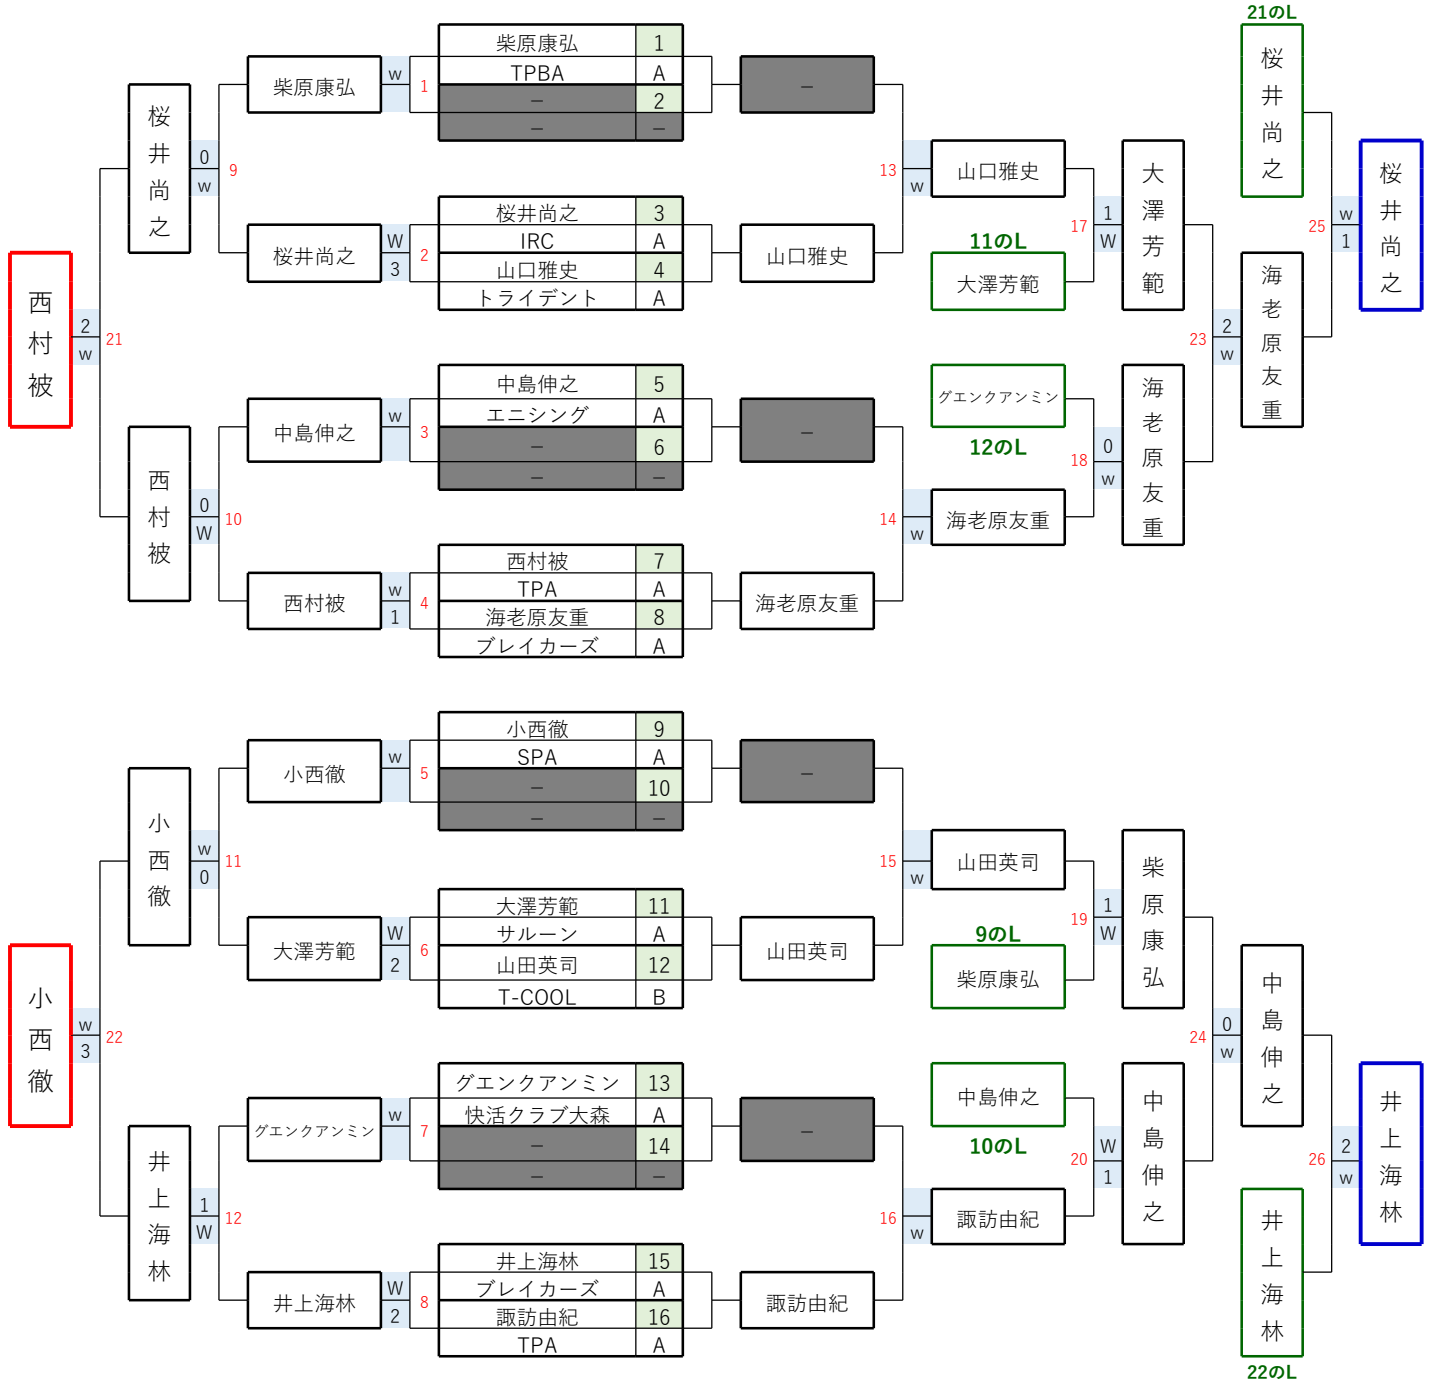 21のL
柴原康弘 1
TPBA A
– 2
– –
柴原康弘
w
1
–
桜井尚之
0
w
9
桜井尚之 3
IRC A
山口雅史 4
トライデント A
桜井尚之
W
3
2
山口雅史
13
w
山口雅史
11のL
大澤芳範
17
1
W
大澤芳範
桜井尚之
25
w
1
桜井尚之
西村被
2
w
21
中島伸之 5
エニシング A
– 6
– –
中島伸之
w
3
–
グエンクアンミン
12のL
18
0
w
海老原友重
23
2
w
海老原友重
西村被
0
W
10
14
w
海老原友重
西村被 7
TPA A
海老原友重 8
ブレイカーズ A
西村被
w
1
4
海老原友重
小西徹 9
SPA A
– 10
– –
小西徹
w
5
–
小西徹
w
0
11
15
w
山田英司
大澤芳範 11
サルーン A
山田英司 12
T-COOL B
大澤芳範
W
2
6
山田英司
9のL
柴原康弘
19
1
W
柴原康弘
小西徹
w
3
22
グエンクアンミン 13
快活クラブ大森 A
– 14
– –
グエンクアンミン
w
7
–
中島伸之
10のL
20
W
1
中島伸之
24
0
w
中島伸之
井上海林
1
W
12
16
w
諏訪由紀
井上海林 15
ブレイカーズ A
諏訪由紀 16
TPA A
井上海林
W
2
8
諏訪由紀
26
2
w
井上海林
井上海林
22のL